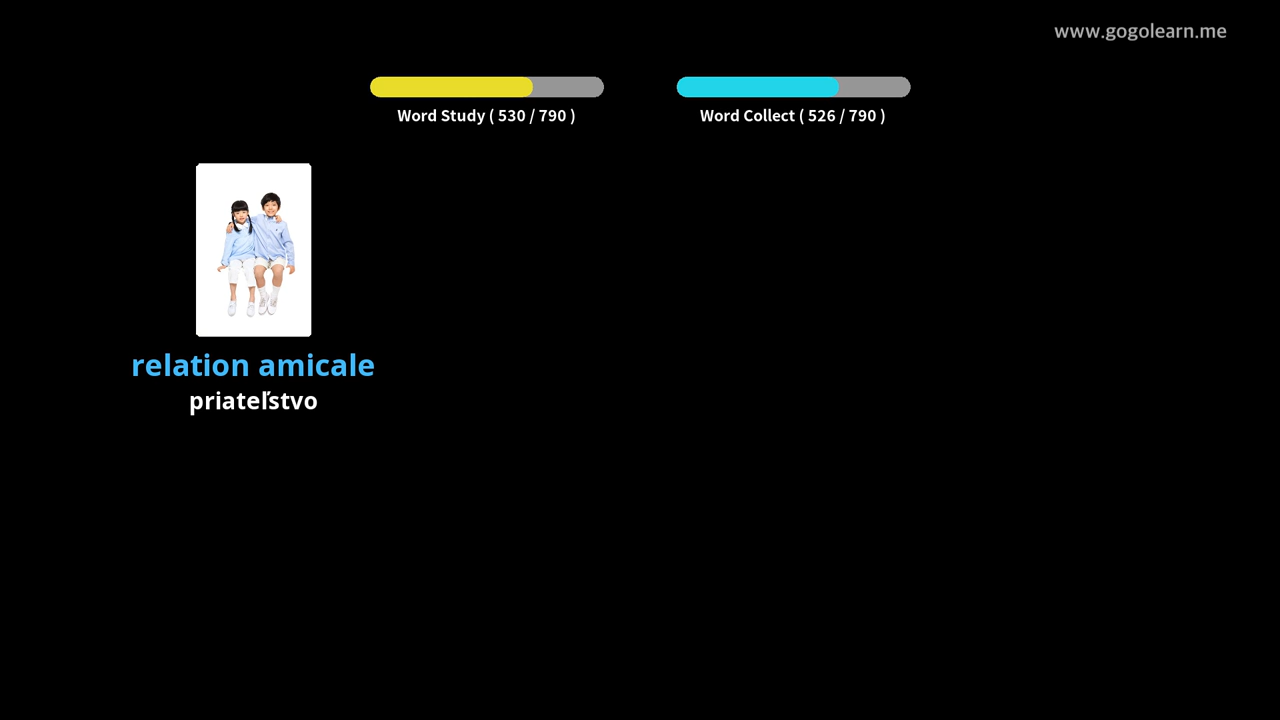 www.gogolearn.me
Word Study ( 530 / 790 )
Word Collect ( 526 / 790 )
relation amicale
priateľstvo